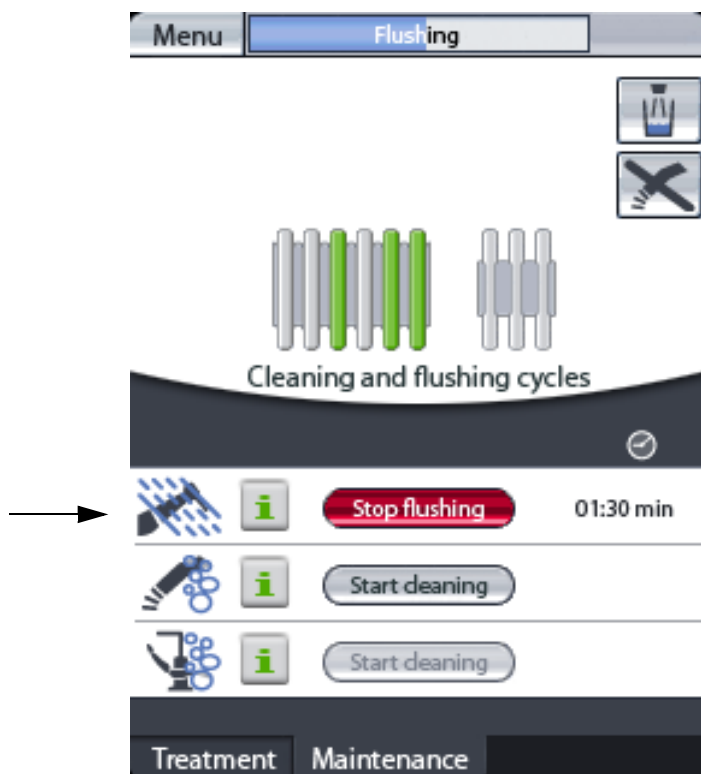 Menu Flushing
Cleaning and flushing cycles
i Stop flushing 01:30 min
i Start cleaning
i Start cleaning
Treatment Maintenance